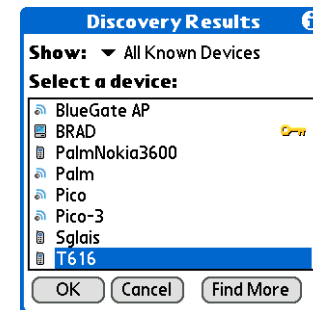 Discovery Results
Show: All Known Devices
Select a device:
BlueGate AP
BRAD
PalmNokia3600
Palm
Pico
Pico-3
Sglais
T616
OK Cancel Find More